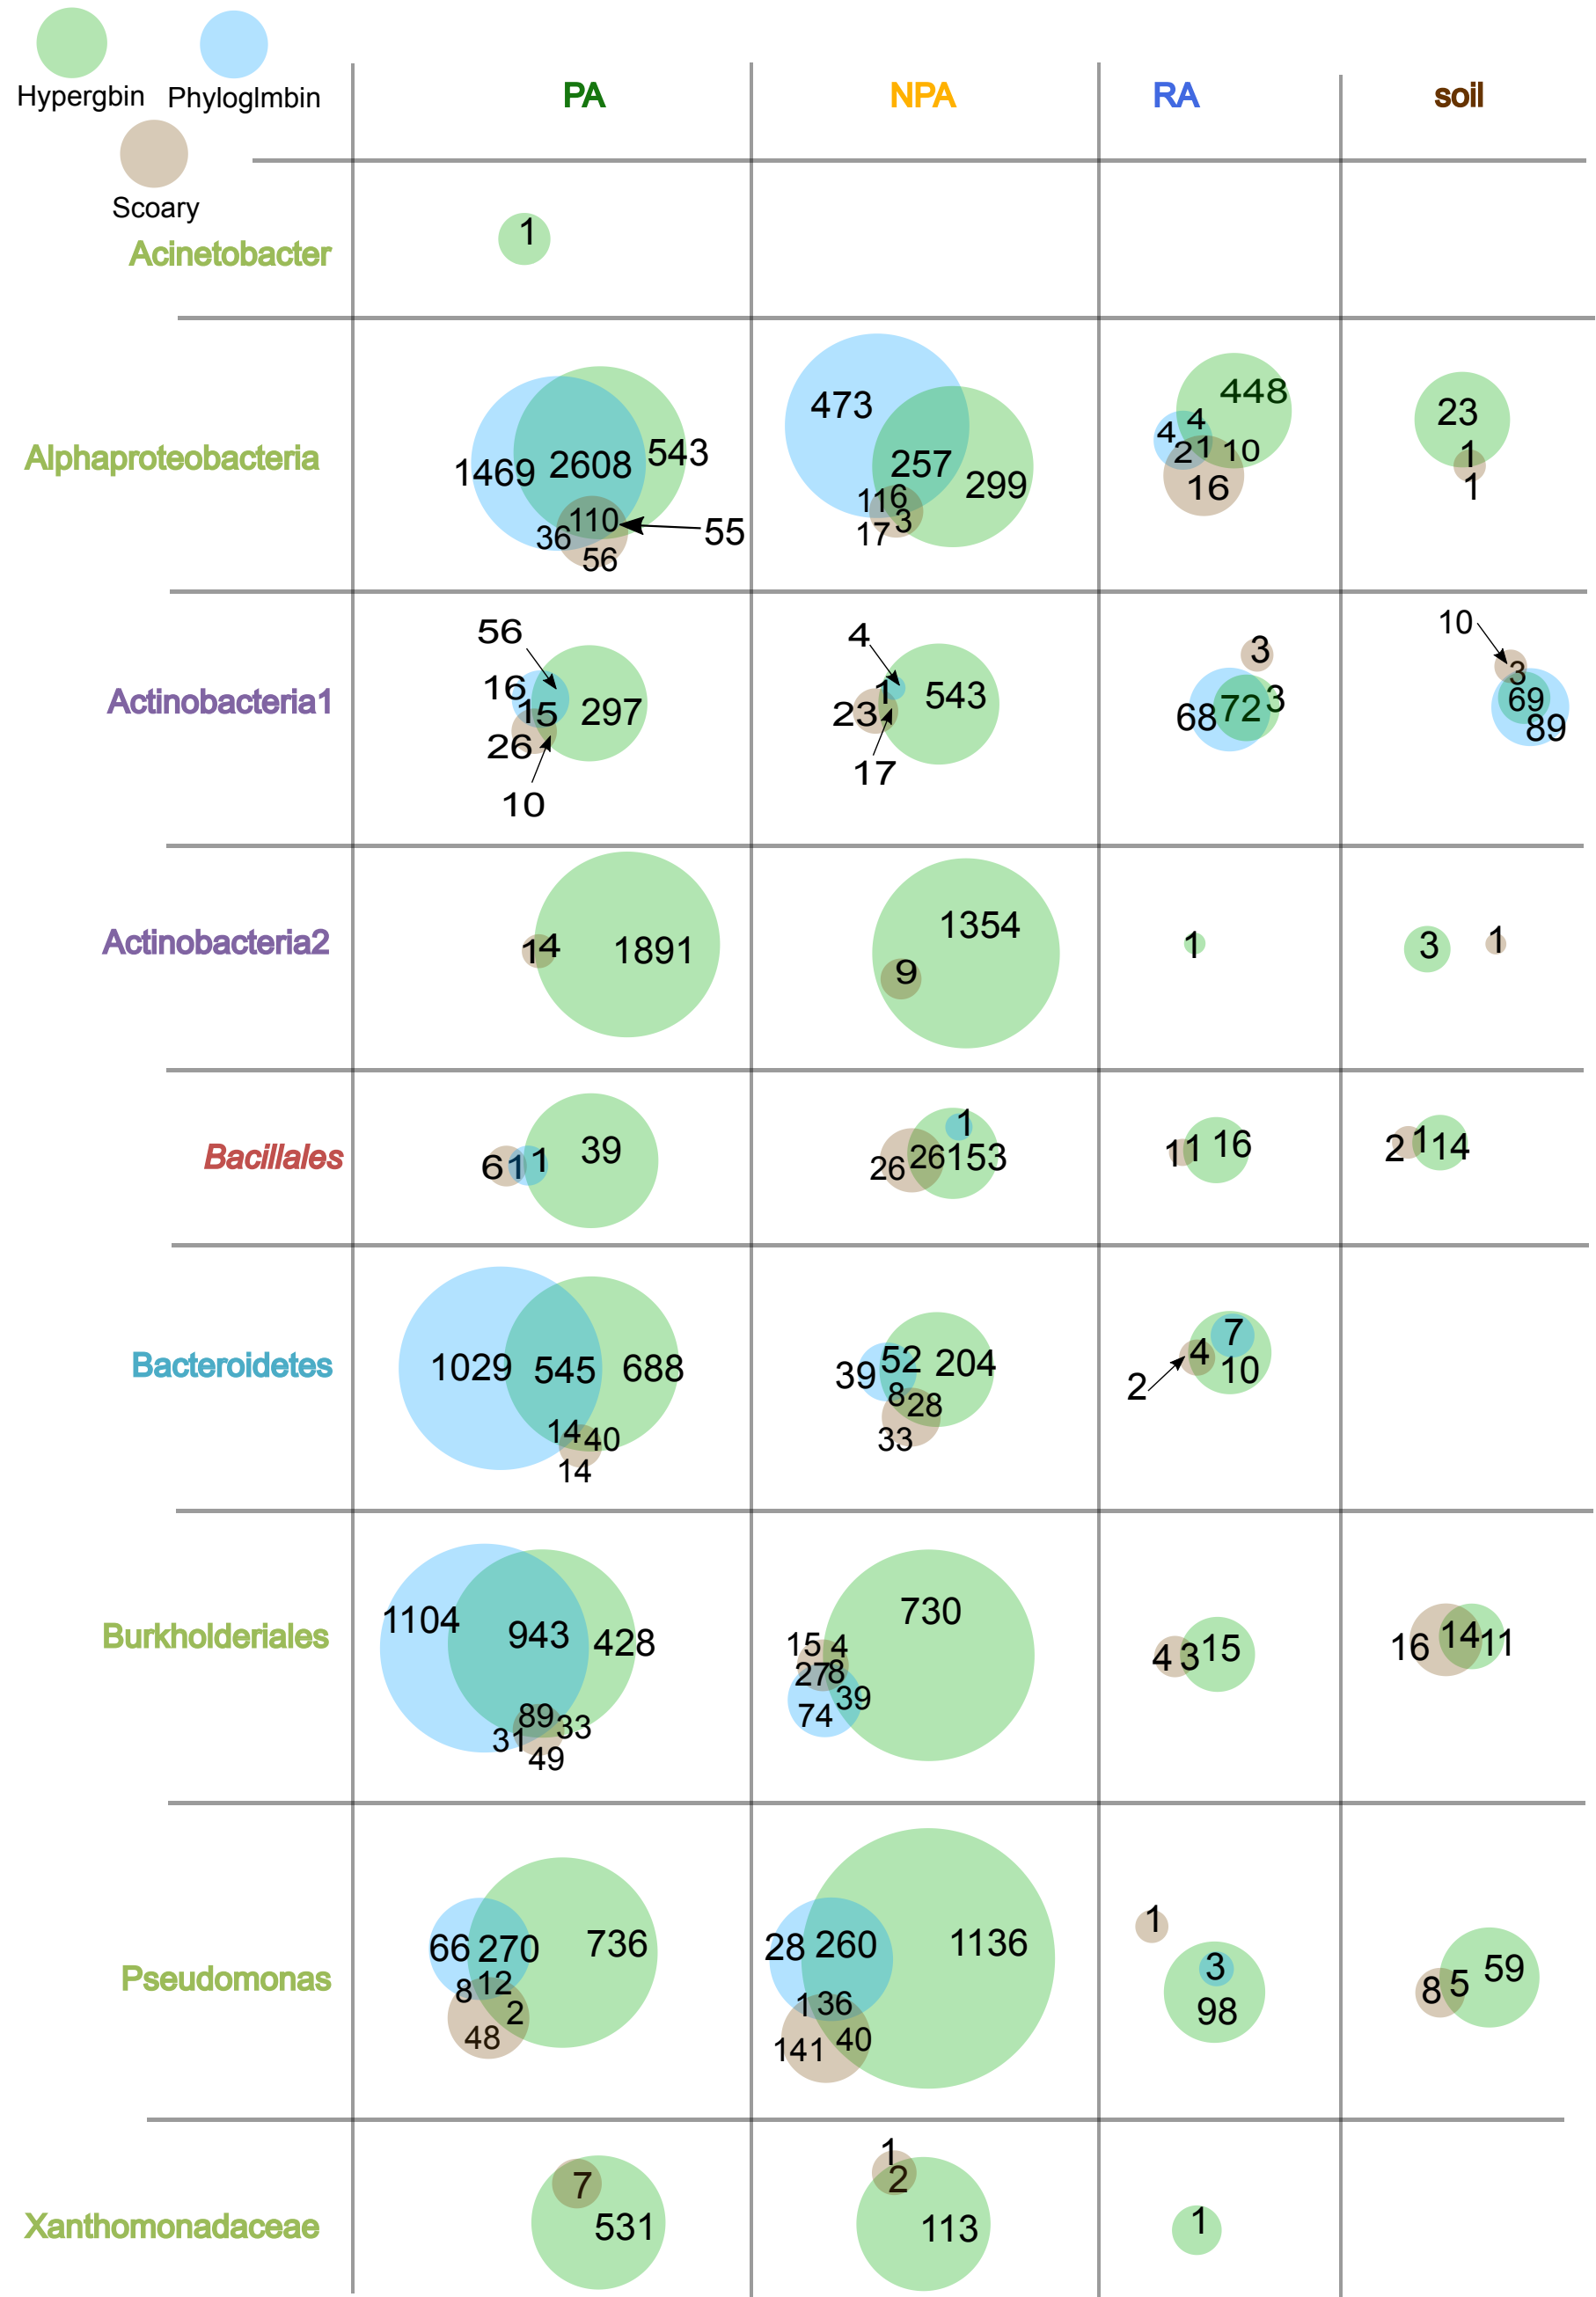 Hypergbin Phyloglmbin
Scoary
PA NPA RA soil
Acinetobacter
1
Alphaproteobacteria
1469 2608 543
110 55
36
56
473
257
299
116
3
17
448
4
4
2 1 10
16
23
1
1
Actinobacteria1
56
16
15 297
26
10
4
1 543
23
17
3
68 72 3
10
3
69
89
Actinobacteria2
1 4 1891
1354
9
1
3 1
Bacillales
6 1 1 39
1
26 26 153
1 1 16
2 1 14
Bacteroidetes
1029 545 688
14 40
14
39 52 204
8 28
33
7
4
10
2
Burkholderiales
1104 943 428
89
31 33
49
730
15 4
27 8
39
74
4 3 15
16 14 11
Pseudomonas
66 270 736
8 12
2
48
28 260 1136
1 36
141 40
1
3
98
8 5 59
Xanthomonadaceae
7
531
1
2
113
1